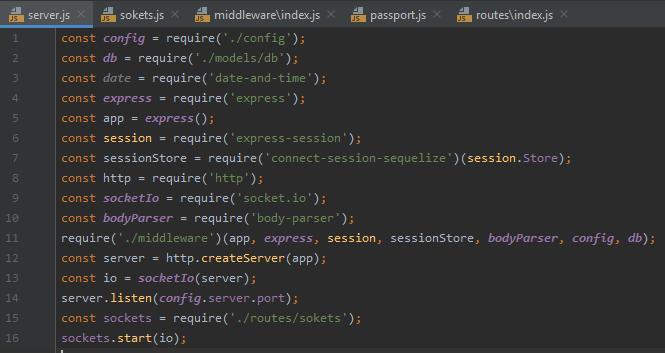 server.js × sokets.js × middleware\index.js × passport.js × routes\index.js ×
1 const config = require('./config');
2 const db = require('./models/db');
3 const date = require('date-and-time');
4 const express = require('express');
5 const app = express();
6 const session = require('express-session');
7 const sessionStore = require('connect-session-sequelize')(session.Store);
8 const http = require('http');
9 const socketIo = require('socket.io');
10 const bodyParser = require('body-parser');
11 require('./middleware')(app, express, session, sessionStore, bodyParser, config, db);
12 const server = http.createServer(app);
13 const io = socketIo(server);
14 server.listen(config.server.port);
15 const sockets = require('./routes/sokets');
16 sockets.start(io);